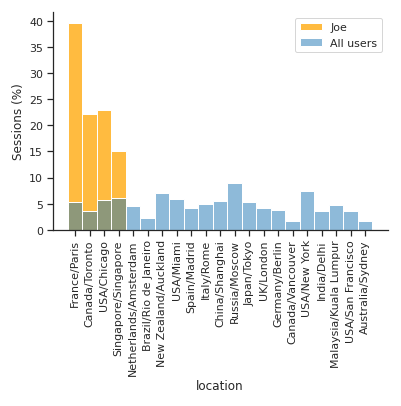 40
35
30
25
20
15
10
5
0
Sessions (%)
Joe
All users
France/Paris
Canada/Toronto
USA/Chicago
Singapore/Singapore
Netherlands/Amsterdam
Brazil/Rio de Janeiro
New Zealand/Auckland
USA/Miami
Spain/Madrid
Italy/Rome
China/Shanghai
Russia/Moscow
Japan/Tokyo
UK/London
Germany/Berlin
Canada/Vancouver
USA/New York
India/Delhi
Malaysia/Kuala Lumpur
USA/San Francisco
Australia/Sydney
location